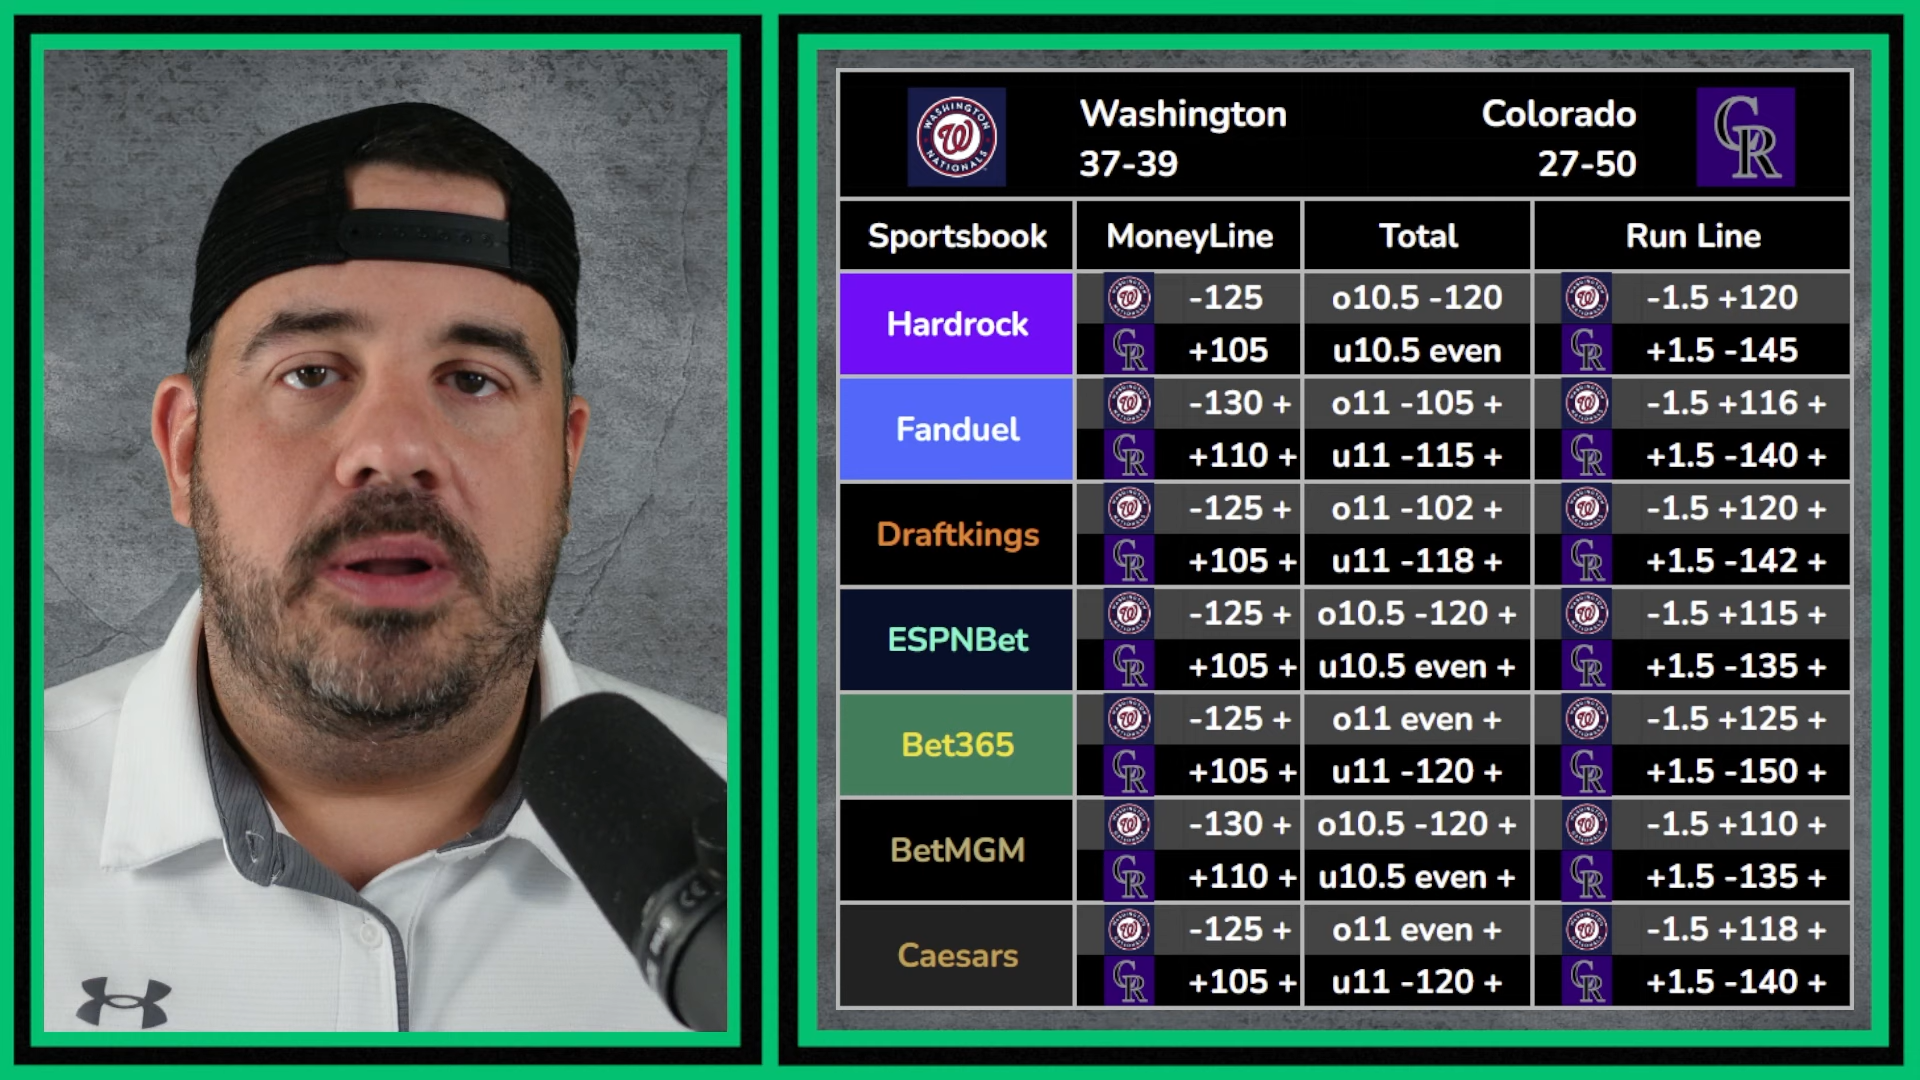 Washington
37-39
Colorado
27-50
Sportsbook MoneyLine Total Run Line
Hardrock
-125 o10.5 -120 -1.5 +120
+105 u10.5 even +1.5 -145
Fanduel
-130 + o11 -105 + -1.5 +116 +
+110 + u11 -115 + +1.5 -140 +
Draftkings
-125 + o11 -102 + -1.5 +120 +
+105 + u11 -118 + +1.5 -142 +
ESPNBet
-125 + o10.5 -120 + -1.5 +115 +
+105 + u10.5 even + +1.5 -135 +
Bet365
-125 + o11 even + -1.5 +125 +
+105 + u11 -120 + +1.5 -150 +
BetMGM
-130 + o10.5 -120 + -1.5 +110 +
+110 + u10.5 even + +1.5 -135 +
Caesars
-125 + o11 even + -1.5 +118 +
+105 + u11 -120 + +1.5 -140 +
WASHINGTON
W
NATIONALS
CR